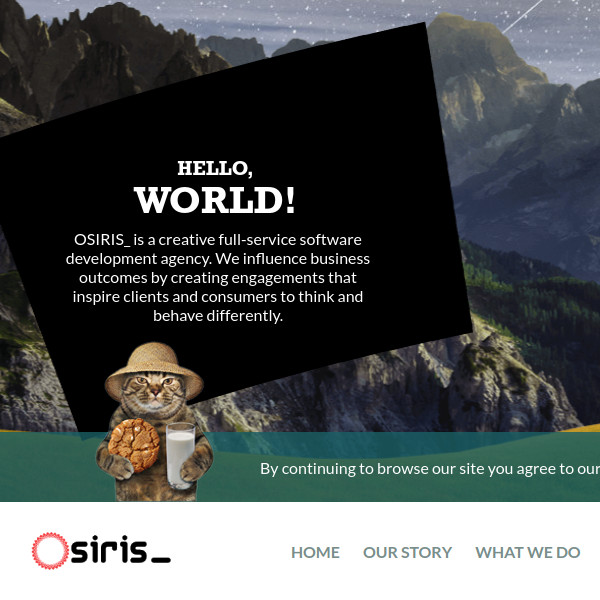 HELLO,
WORLD!
OSIRIS_ is a creative full-service software
development agency. We influence business
outcomes by creating engagements that
inspire clients and consumers to think and
behave differently.
By continuing to browse our site you agree to our
Osiris_
HOME OUR STORY WHAT WE DO